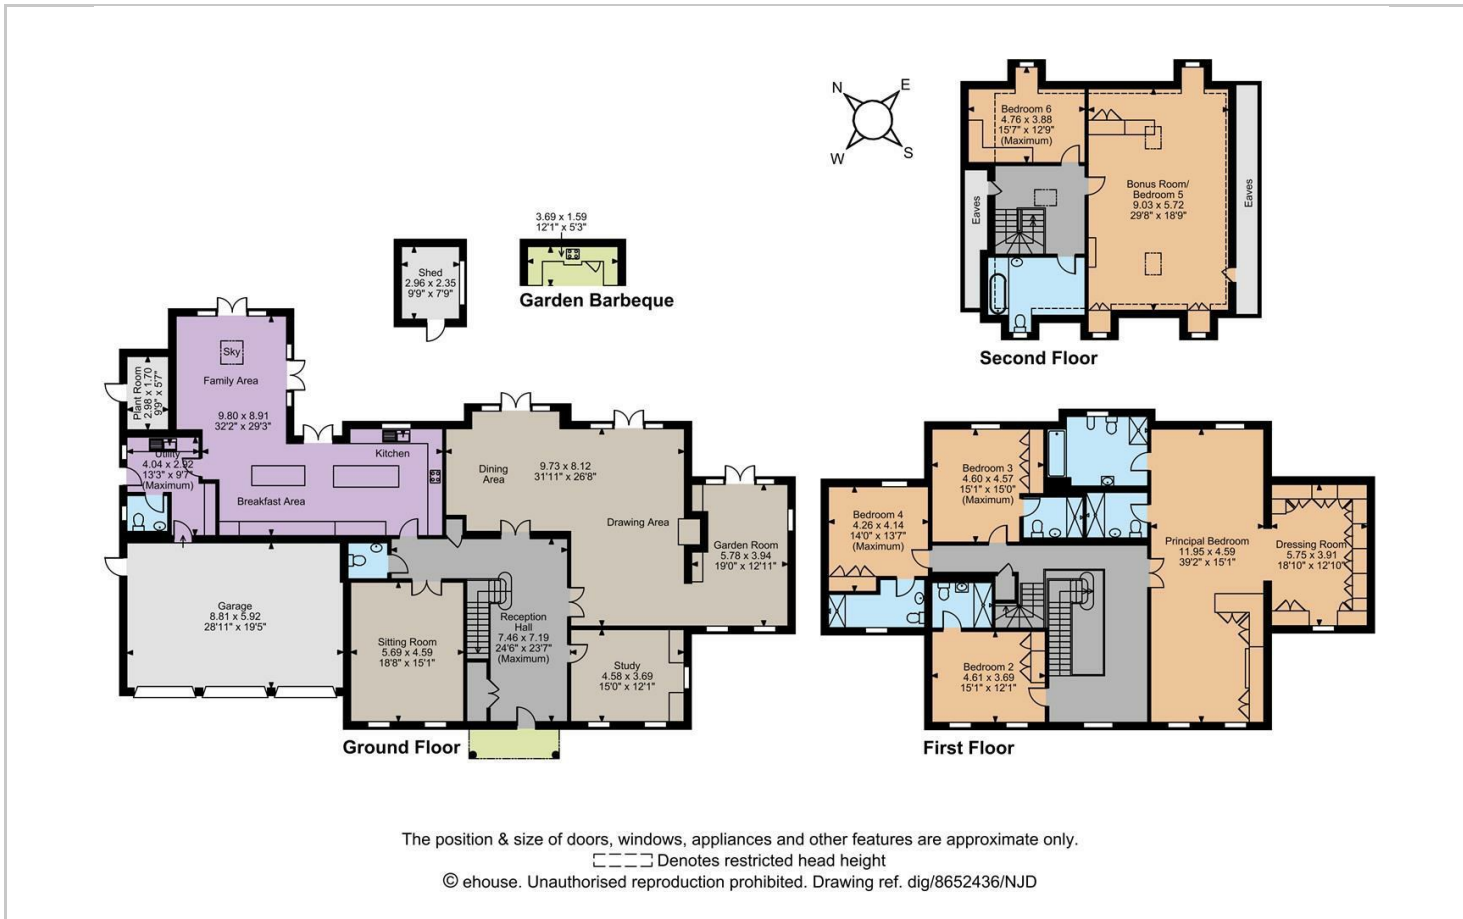 N
E
W
S
Bedroom 6
4.76 x 3.88
15'7" x 12'9"
(Maximum)
Bonus Room/
Bedroom 5
9.03 x 5.72
29'8" x 18'9"
Eaves
Eaves
Second Floor
3.69 x 1.59
12'1" x 5'3"
Garden Barbeque
Shed
2.96 x 2.35
9'9" x 7'9"
Sky
Family Area
9.80 x 8.91
32'2" x 29'3"
Plant Room
2.98 x 1.70
9'9" x 5'7"
Utility
4.04 x 2.92
13'3" x 9'7"
(Maximum)
Kitchen
Breakfast Area
Dining
Area
9.73 x 8.12
31'11" x 26'8"
Drawing Area
Garden Room
5.78 x 3.94
19'0" x 12'11"
Garage
8.81 x 5.92
28'11" x 19'5"
Sitting Room
5.69 x 4.59
18'8" x 15'1"
Reception
Hall
7.46 x 7.19
24'6" x 23'7"
(Maximum)
Study
4.58 x 3.69
15'0" x 12'1"
Ground Floor
Bedroom 3
4.60 x 4.57
15'1" x 15'0"
(Maximum)
Bedroom 4
4.26 x 4.14
14'0" x 13'7"
(Maximum)
Principal Bedroom
11.95 x 4.59
39'2" x 15'1"
Dressing Room
5.75 x 3.91
18'10" x 12'10"
Bedroom 2
4.61 x 3.69
15'1" x 12'1"
First Floor
The position & size of doors, windows, appliances and other features are approximate only.
Denotes restricted head height
© ehouse. Unauthorised reproduction prohibited. Drawing ref. dig/8652436/NJD